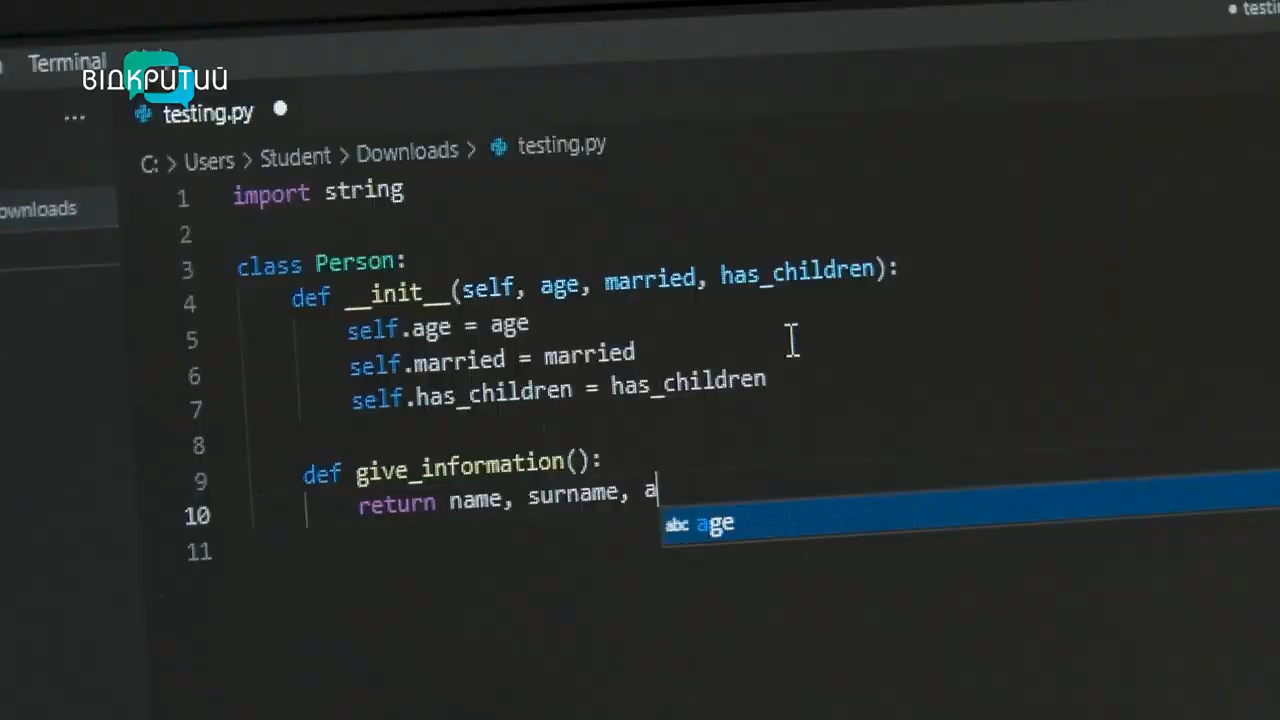 testi
Terminal
ВІДКРИТИЙ
... testing.py
C: > Users > Student > Downloads > testing.py
ownloads
1 import string
2
3 class Person:
4 def __init__(self, age, married, has_children):
5 self.age = age
6 self.married = married
7 self.has_children = has_children
8
9 def give_information():
10 return name, surname, a
abc age
11